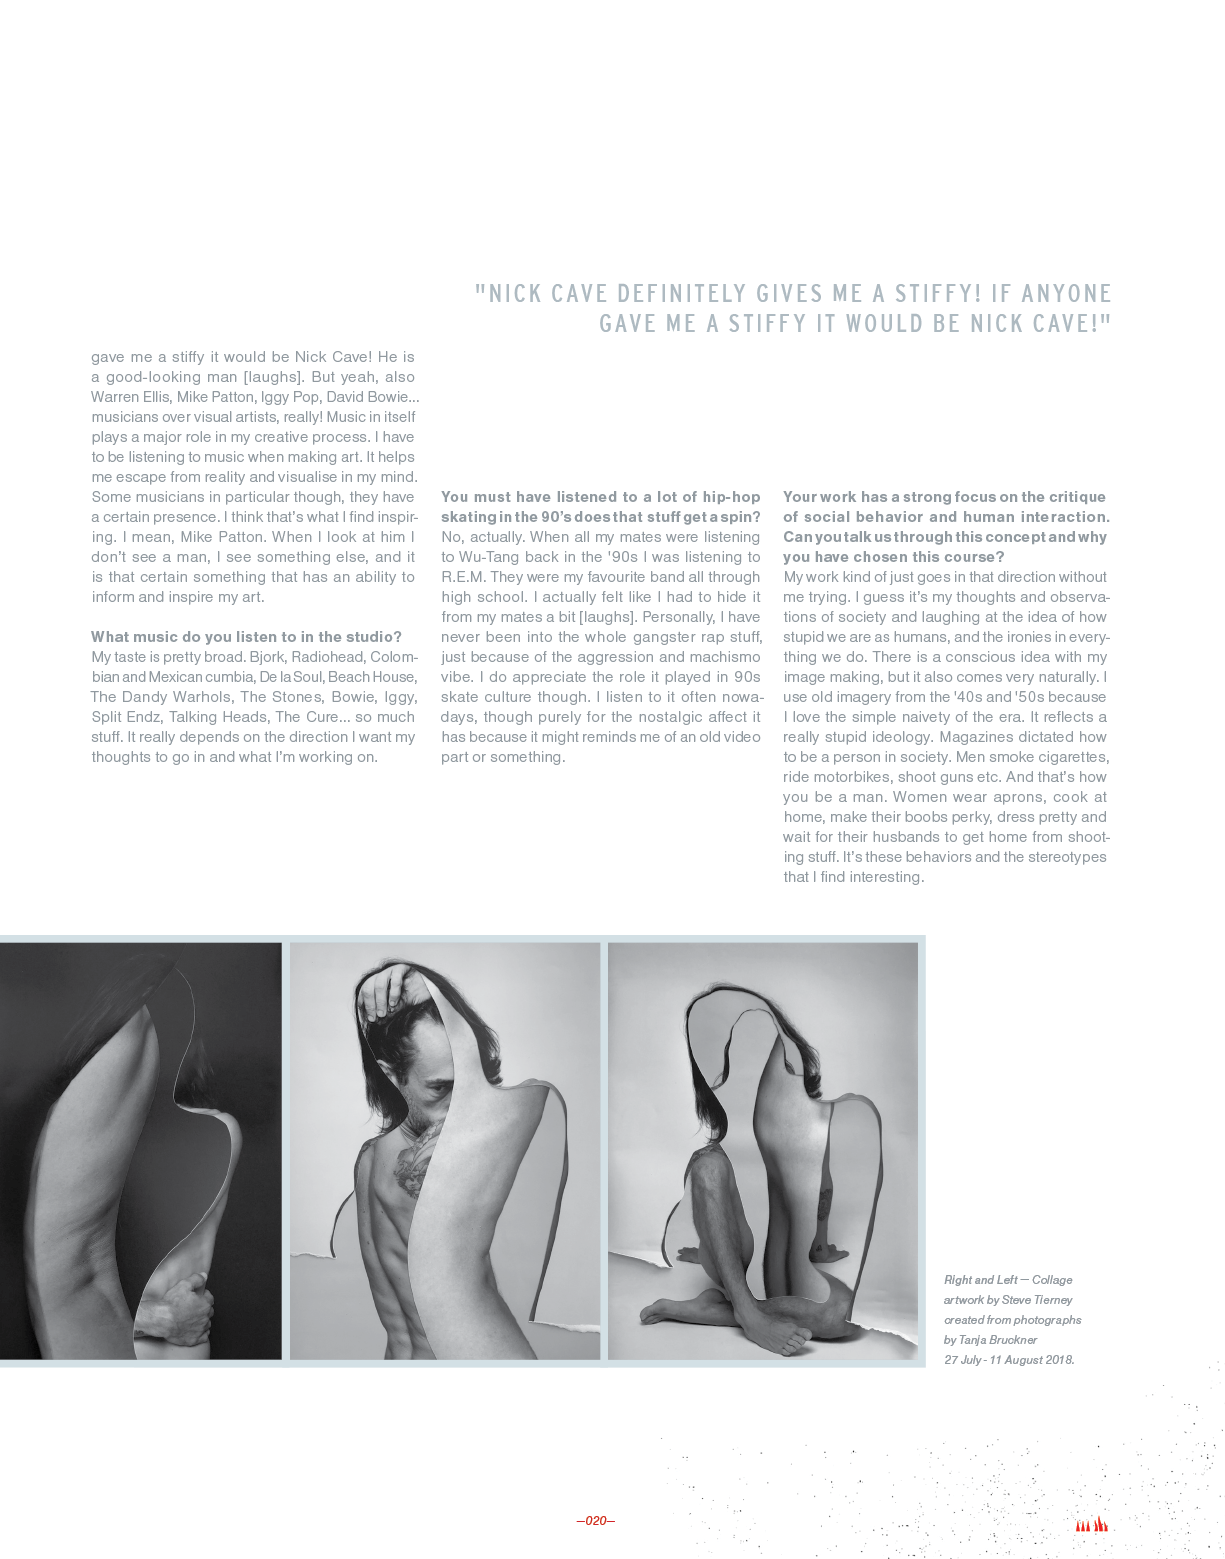 "NICK CAVE DEFINITELY GIVES ME A STIFFY! IF ANYONE
GAVE ME A STIFFY IT WOULD BE NICK CAVE!"
gave me a stiffy it would be Nick Cave! He is
a good-looking man [laughs]. But yeah, also
Warren Ellis, Mike Patton, Iggy Pop, David Bowie...
musicians over visual artists, really! Music in itself
plays a major role in my creative process. I have
to be listening to music when making art. It helps
me escape from reality and visualise in my mind.
Some musicians in particular though, they have
a certain presence. I think that's what I find inspir-
ing. I mean, Mike Patton. When I look at him I
don't see a man, I see something else, and it
is that certain something that has an ability to
inform and inspire my art.
What music do you listen to in the studio?
My taste is pretty broad. Bjork, Radiohead, Colom-
bian and Mexican cumbia, De la Soul, Beach House,
The Dandy Warhols, The Stones, Bowie, Iggy,
Split Endz, Talking Heads, The Cure... so much
stuff. It really depends on the direction I want my
thoughts to go in and what I'm working on.
You must have listened to a lot of hip-hop
skating in the 90's does that stuff get a spin?
No, actually. When all my mates were listening
to Wu-Tang back in the '90s I was listening to
R.E.M. They were my favourite band all through
high school. I actually felt like I had to hide it
from my mates a bit [laughs]. Personally, I have
never been into the whole gangster rap stuff,
just because of the aggression and machismo
vibe. I do appreciate the role it played in 90s
skate culture though. I listen to it often nowa-
days, though purely for the nostalgic affect it
has because it might reminds me of an old video
part or something.
Your work has a strong focus on the critique
of social behavior and human interaction.
Can you talk us through this concept and why
you have chosen this course?
My work kind of just goes in that direction without
me trying. I guess it's my thoughts and observa-
tions of society and laughing at the idea of how
stupid we are as humans, and the ironies in every-
thing we do. There is a conscious idea with my
image making, but it also comes very naturally. I
use old imagery from the '40s and '50s because
I love the simple naivety of the era. It reflects a
really stupid ideology. Magazines dictated how
to be a person in society. Men smoke cigarettes,
ride motorbikes, shoot guns etc. And that's how
you be a man. Women wear aprons, cook at
home, make their boobs perky, dress pretty and
wait for their husbands to get home from shoot-
ing stuff. It's these behaviors and the stereotypes
that I find interesting.
Right and Left — Collage
artwork by Steve Tierney
created from photographs
by Tanja Bruckner
27 July - 11 August 2018.
—020—